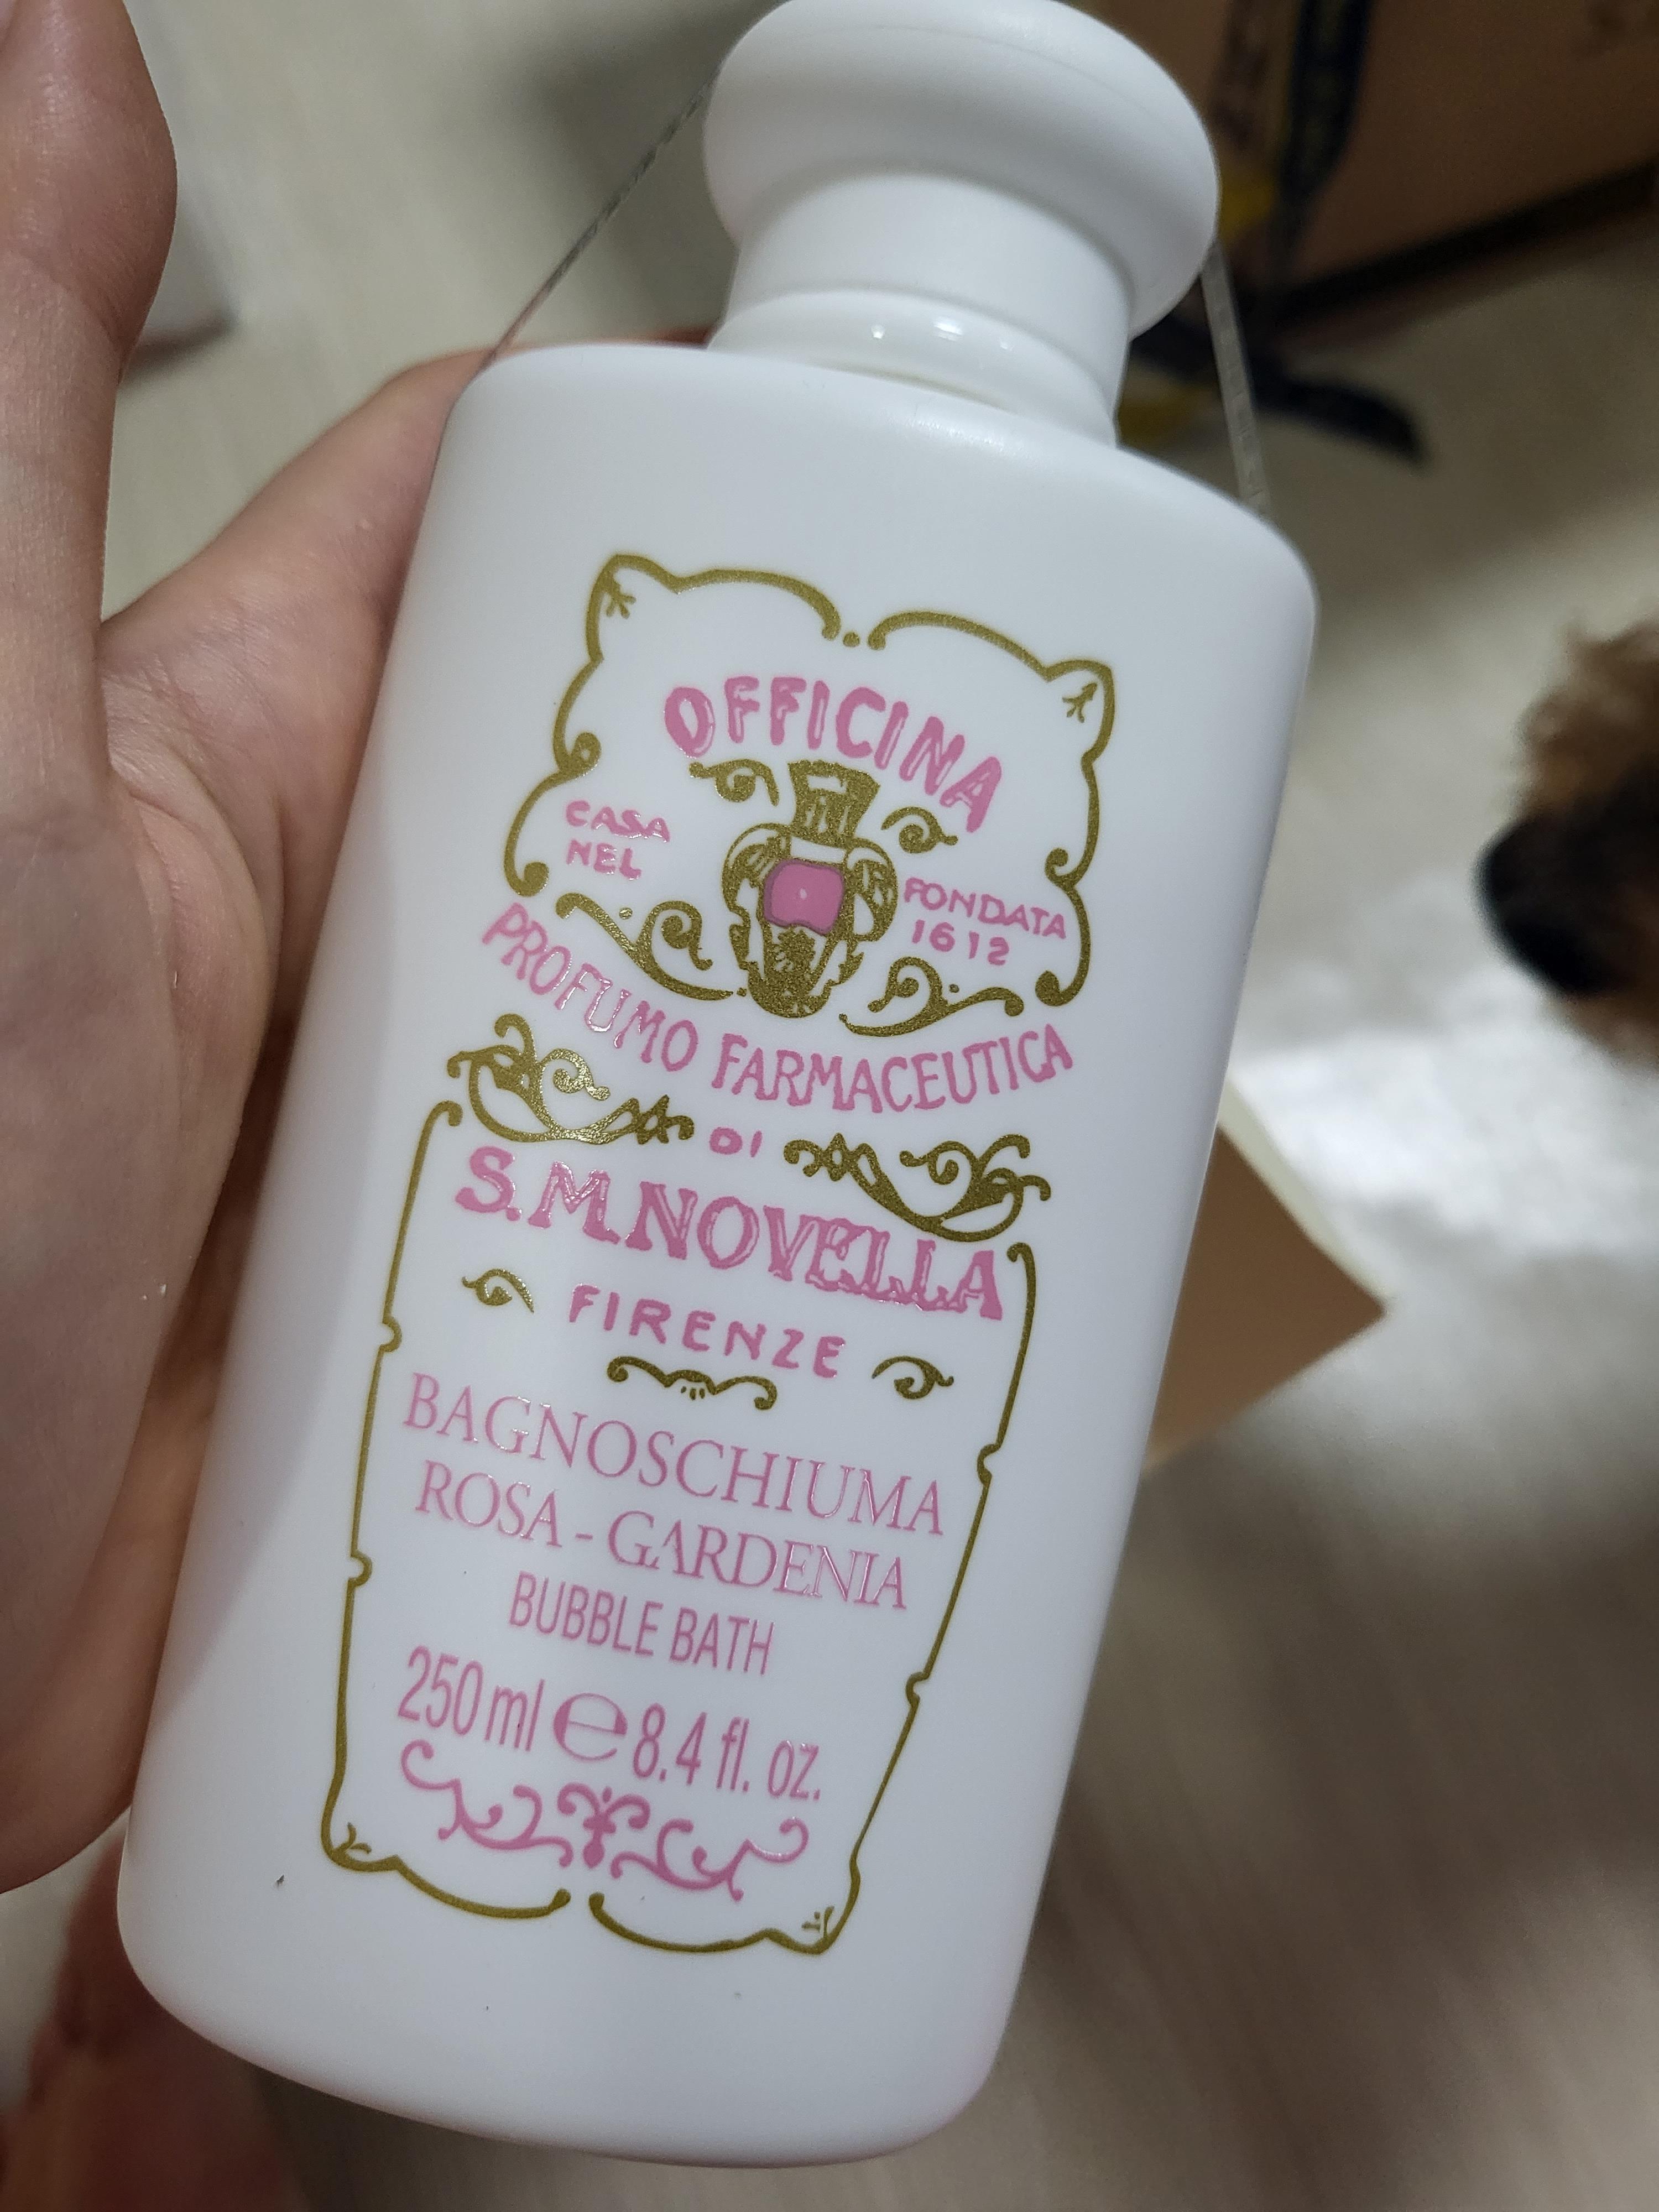 OFFICINA
CASA
NEL
FONDATA
1612
PROFUMO FARMACEUTICA
DI
S.M.NOVELLA
FIRENZE
BAGNOSCHIUMA
ROSA - GARDENIA
BUBBLE BATH
250 ml ℮ 8.4 fl. oz.